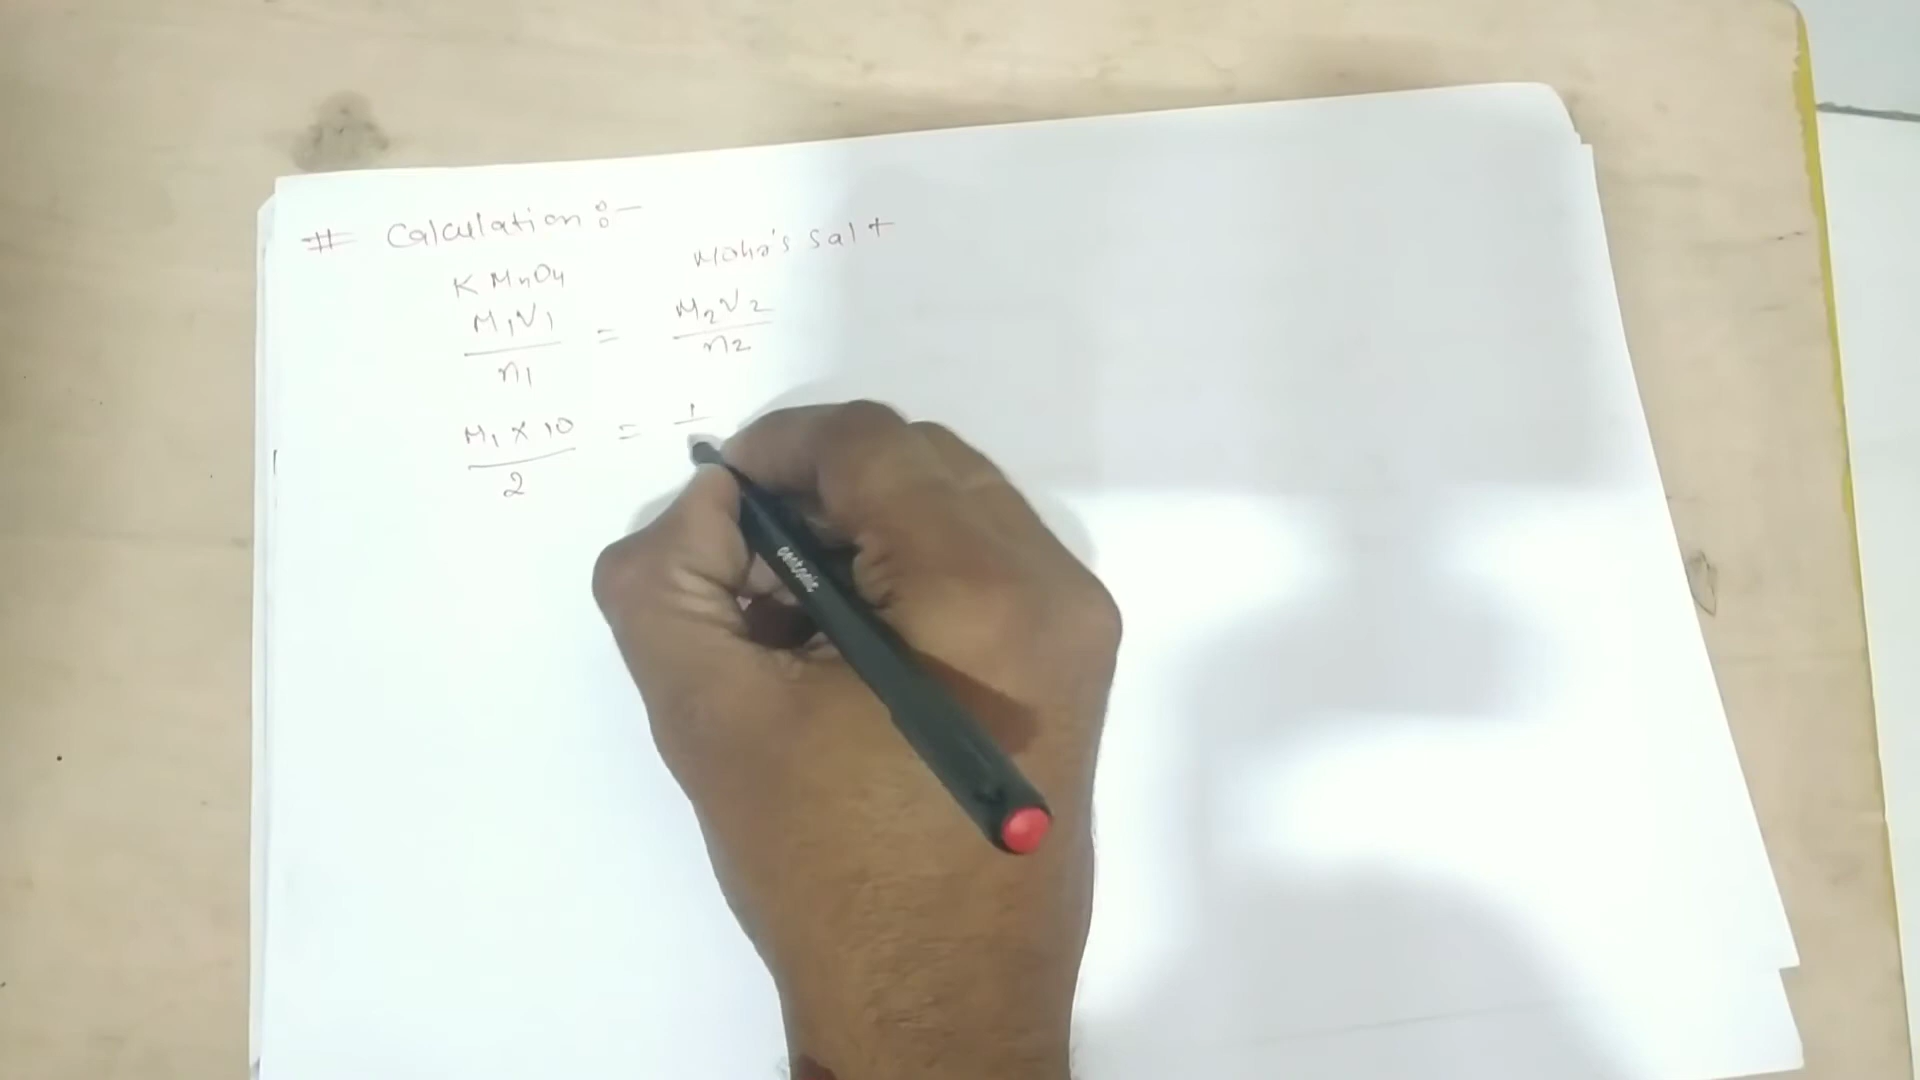 # Calculation :-
KMnO4 Mohr's salt
M1V1 = M2V2
n1 n2
M1 × 10 = 1
2